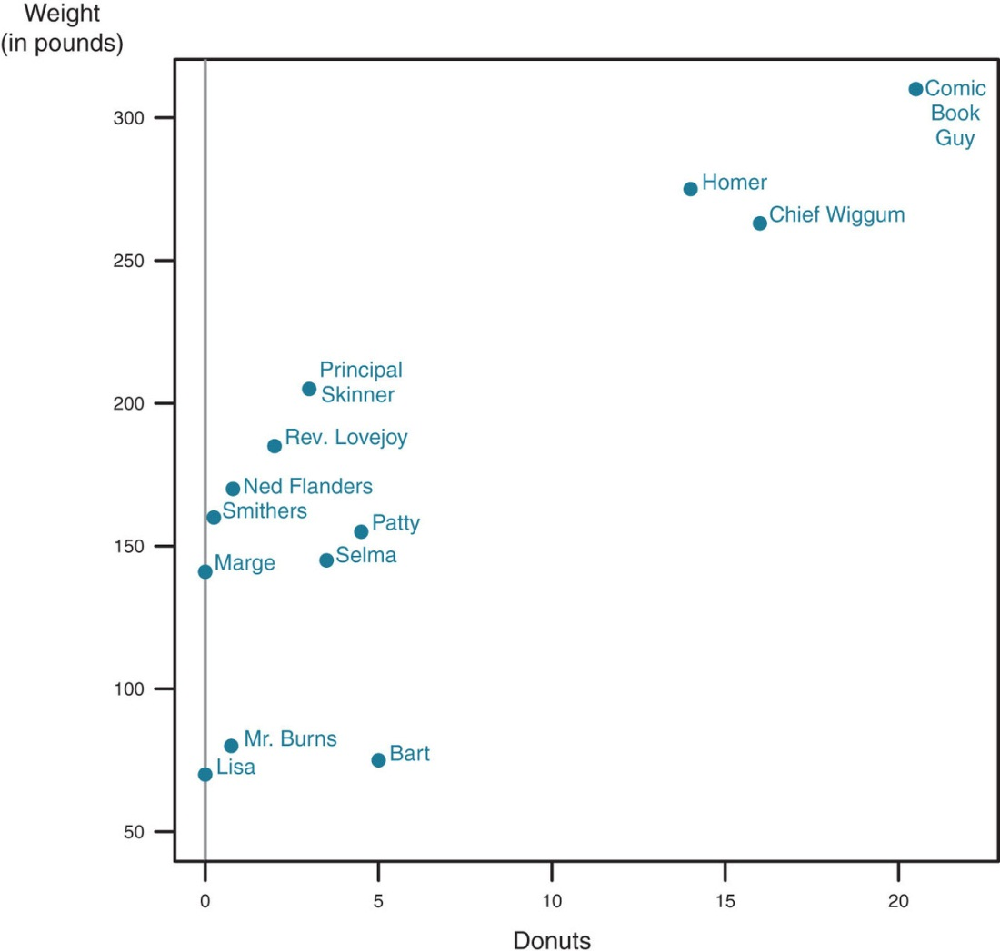 Weight
(in pounds)
300
250
200
150
100
50
Comic
Book
Guy
Homer
Chief Wiggum
Principal
Skinner
Rev. Lovejoy
Ned Flanders
Smithers
Patty
Selma
Marge
Mr. Burns
Bart
Lisa
0 5 10 15 20
Donuts